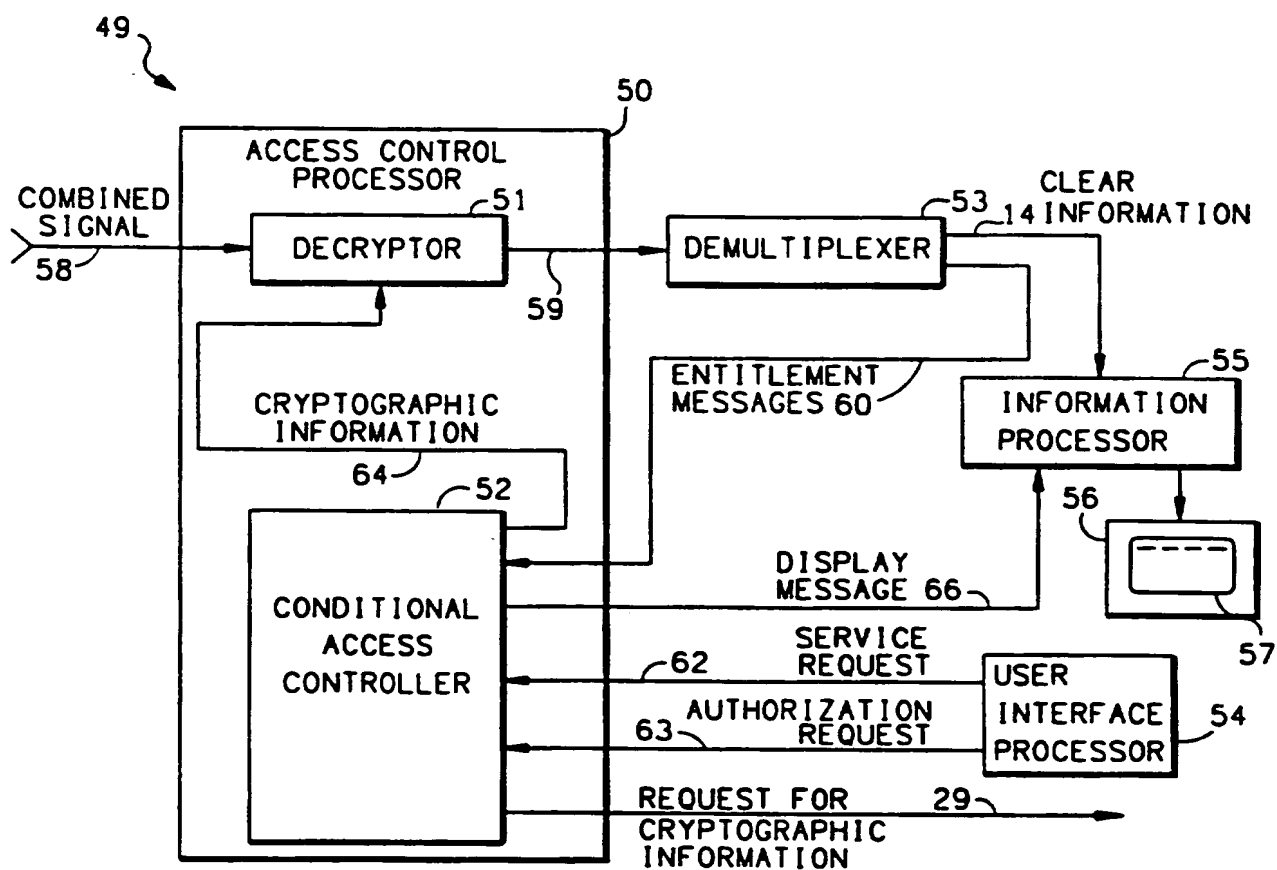 49
50
ACCESS CONTROL
PROCESSOR
COMBINED
SIGNAL
58
51
DECRYPTOR
59
53
DEMULTIPLEXER
CLEAR
14 INFORMATION
ENTITLEMENT
MESSAGES 60
55
INFORMATION
PROCESSOR
CRYPTOGRAPHIC
INFORMATION
64
52
CONDITIONAL
ACCESS
CONTROLLER
56
57
DISPLAY
MESSAGE 66
SERVICE
REQUEST
62
AUTHORIZATION
REQUEST
63
USER
INTERFACE
PROCESSOR
54
REQUEST FOR
CRYPTOGRAPHIC
INFORMATION
29